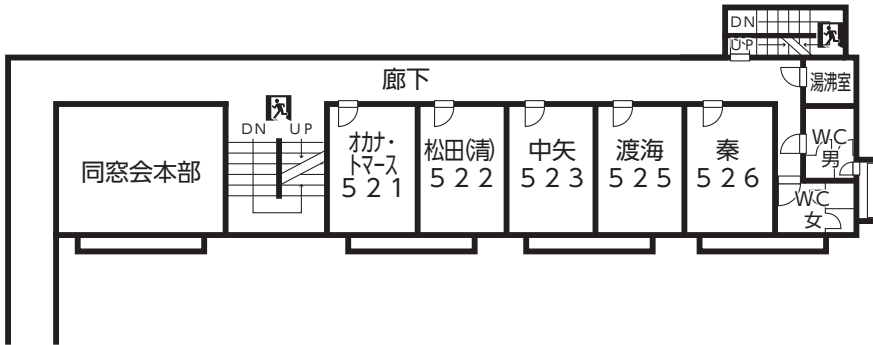 DN
UP
湯沸室
廊下
DN UP
同窓会本部
オカナ・
トマース
５２１
松田(清)
５２２
中矢
５２３
渡海
５２５
秦
５２６
WC
男
WC
女